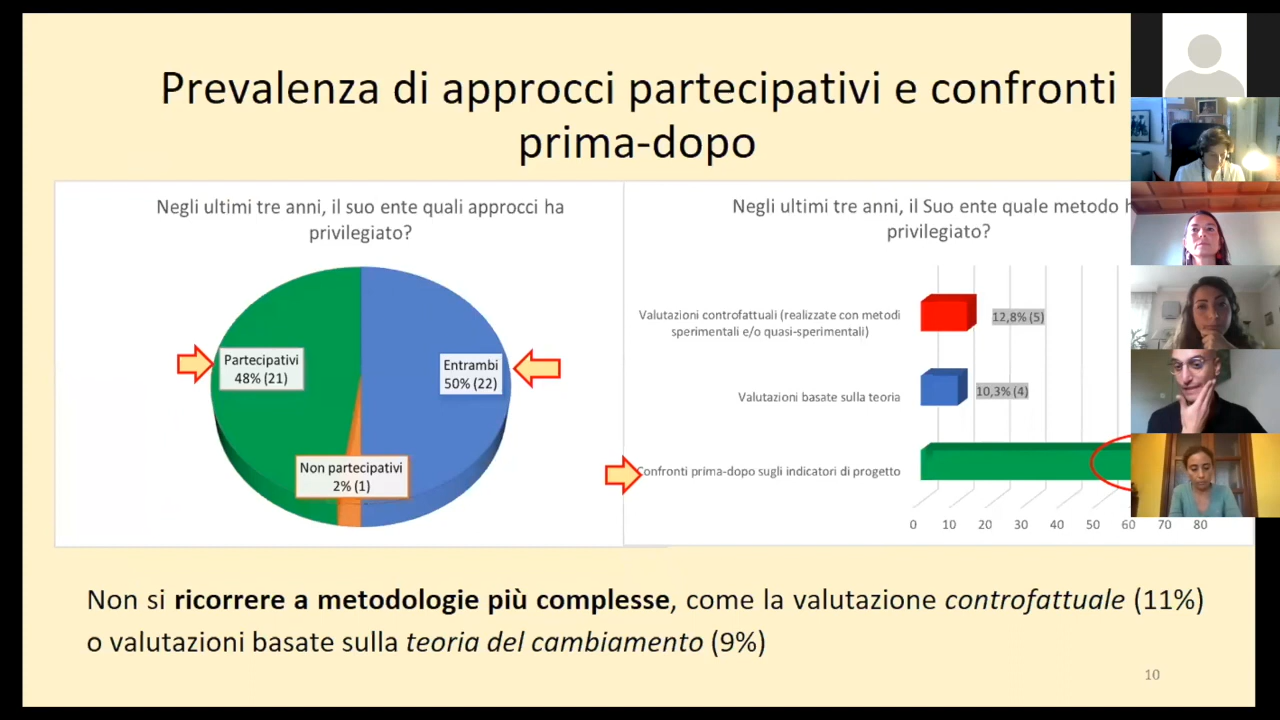 Prevalenza di approcci partecipativi e confronti
prima-dopo
Negli ultimi tre anni, il suo ente quali approcci ha
privilegiato?
Partecipativi
48% (21)
Entrambi
50% (22)
Non partecipativi
2% (1)
Negli ultimi tre anni, il Suo ente quale metodo
privilegiato?
Valutazioni controfattuali (realizzate con metodi
sperimentali e/o quasi-sperimentali)
12,8% (5)
Valutazioni basate sulla teoria
10,3% (4)
Confronti prima-dopo sugli indicatori di progetto
0 10 20 30 40 50 60 70 80
Non si ricorrere a metodologie più complesse, come la valutazione controfattuale (11%)
o valutazioni basate sulla teoria del cambiamento (9%)
10